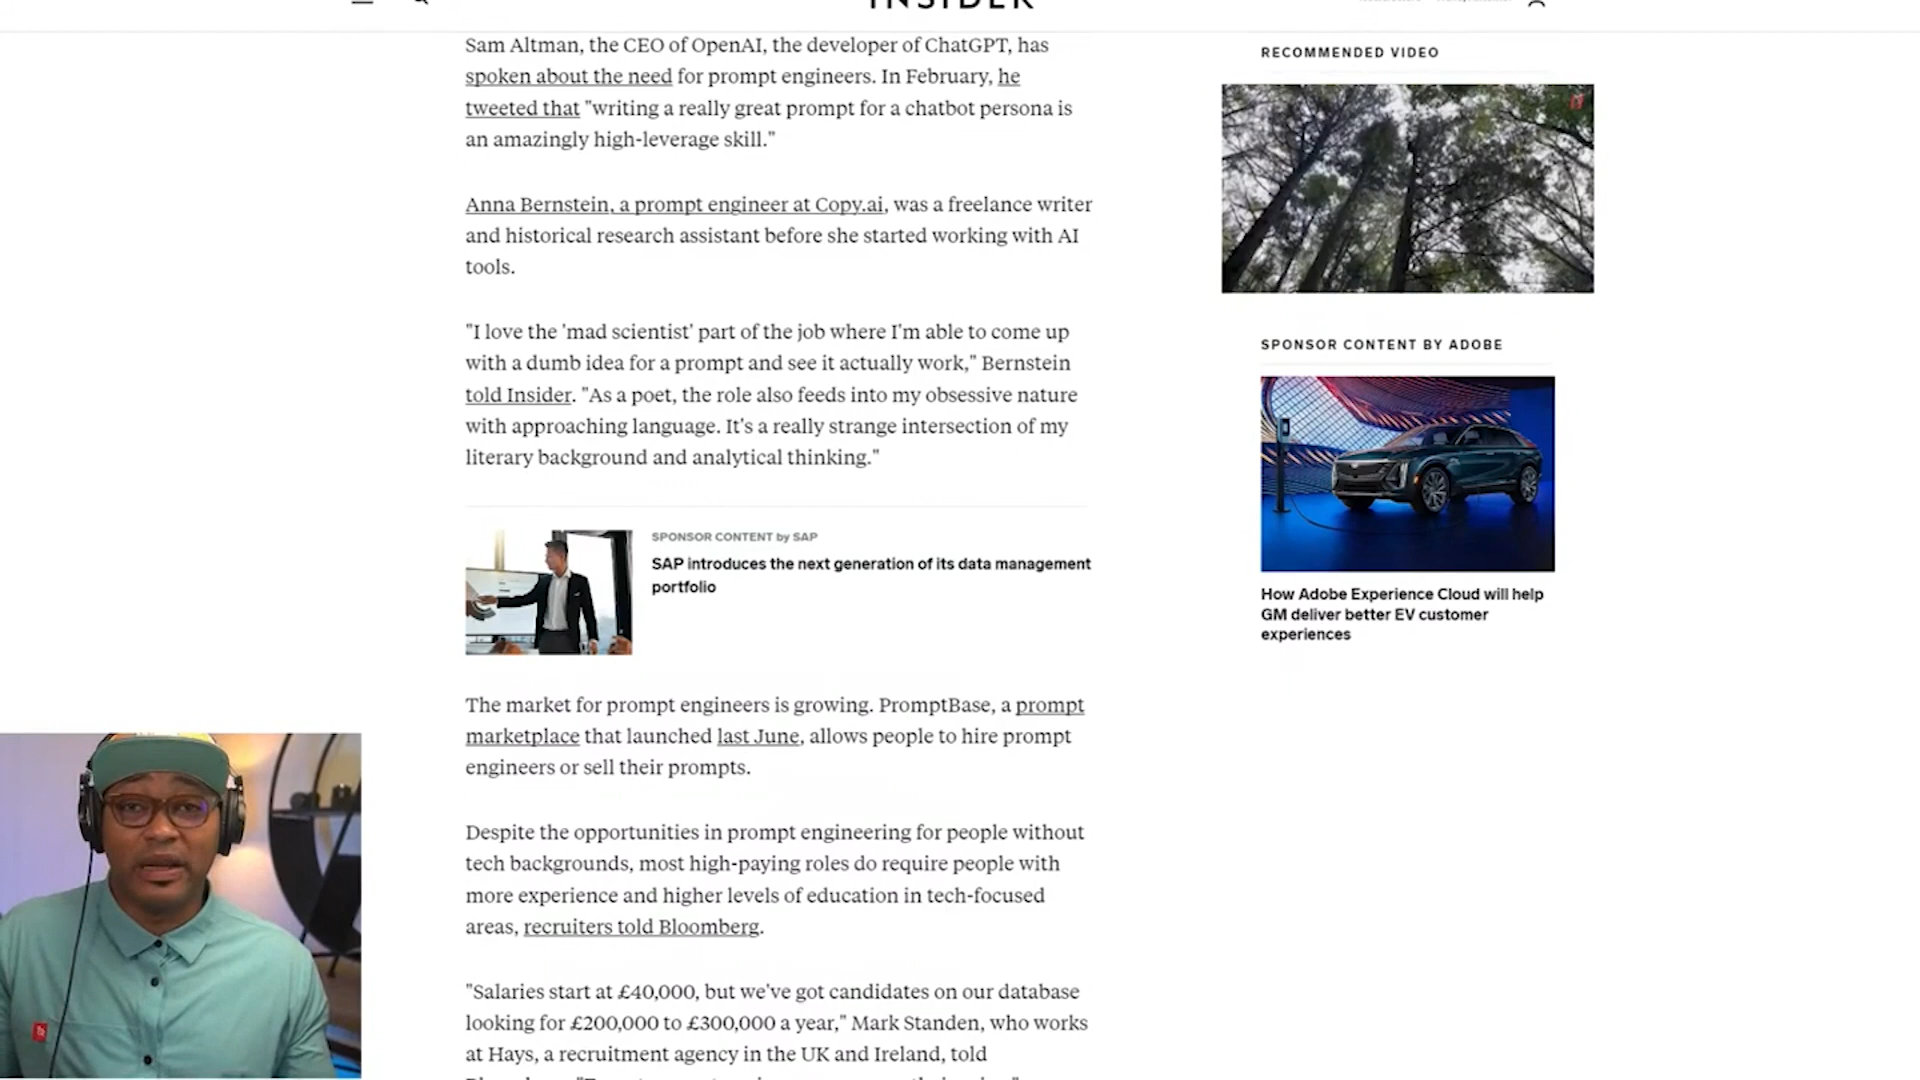 INSIDER
Sam Altman, the CEO of OpenAI, the developer of ChatGPT, has
spoken about the need for prompt engineers. In February, he
tweeted that "writing a really great prompt for a chatbot persona is
an amazingly high-leverage skill."
Anna Bernstein, a prompt engineer at Copy.ai, was a freelance writer
and historical research assistant before she started working with AI
tools.
"I love the 'mad scientist' part of the job where I'm able to come up
with a dumb idea for a prompt and see it actually work," Bernstein
told Insider. "As a poet, the role also feeds into my obsessive nature
with approaching language. It's a really strange intersection of my
literary background and analytical thinking."
SPONSOR CONTENT by SAP
SAP introduces the next generation of its data management
portfolio
The market for prompt engineers is growing. PromptBase, a prompt
marketplace that launched last June, allows people to hire prompt
engineers or sell their prompts.
Despite the opportunities in prompt engineering for people without
tech backgrounds, most high-paying roles do require people with
more experience and higher levels of education in tech-focused
areas, recruiters told Bloomberg.
"Salaries start at £40,000, but we've got candidates on our database
looking for £200,000 to £300,000 a year," Mark Standen, who works
at Hays, a recruitment agency in the UK and Ireland, told
RECOMMENDED VIDEO
SPONSOR CONTENT BY ADOBE
How Adobe Experience Cloud will help
GM deliver better EV customer
experiences